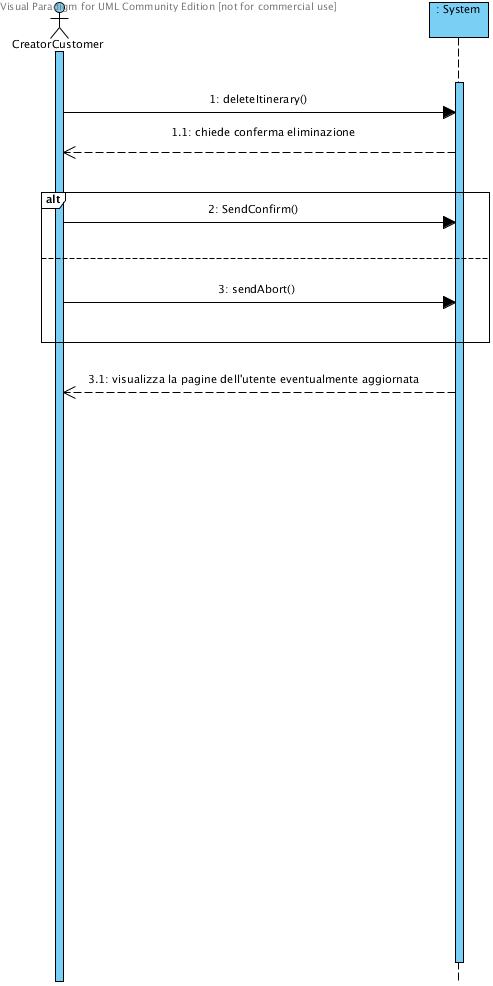 Visual Paradigm for UML Community Edition [not for commercial use]
: System
CreatorCustomer
1: deleteItinerary()
1.1: chiede conferma eliminazione
alt
2: SendConfirm()
3: sendAbort()
3.1: visualizza la pagine dell'utente eventualmente aggiornata